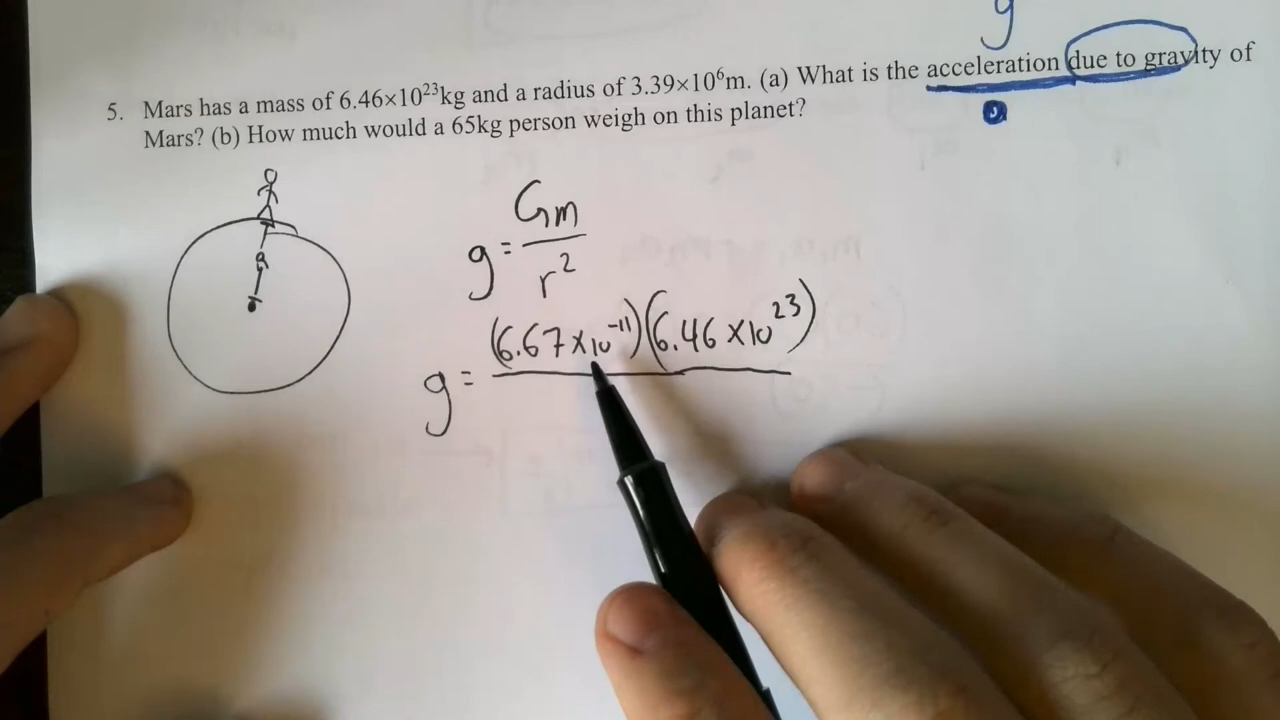 g
5. Mars has a mass of 6.46×10²³kg and a radius of 3.39×10⁶m. (a) What is the acceleration due to gravity of
Mars? (b) How much would a 65kg person weigh on this planet?
g = Gm / r²
g = (6.67×10⁻¹¹)(6.46×10²³)